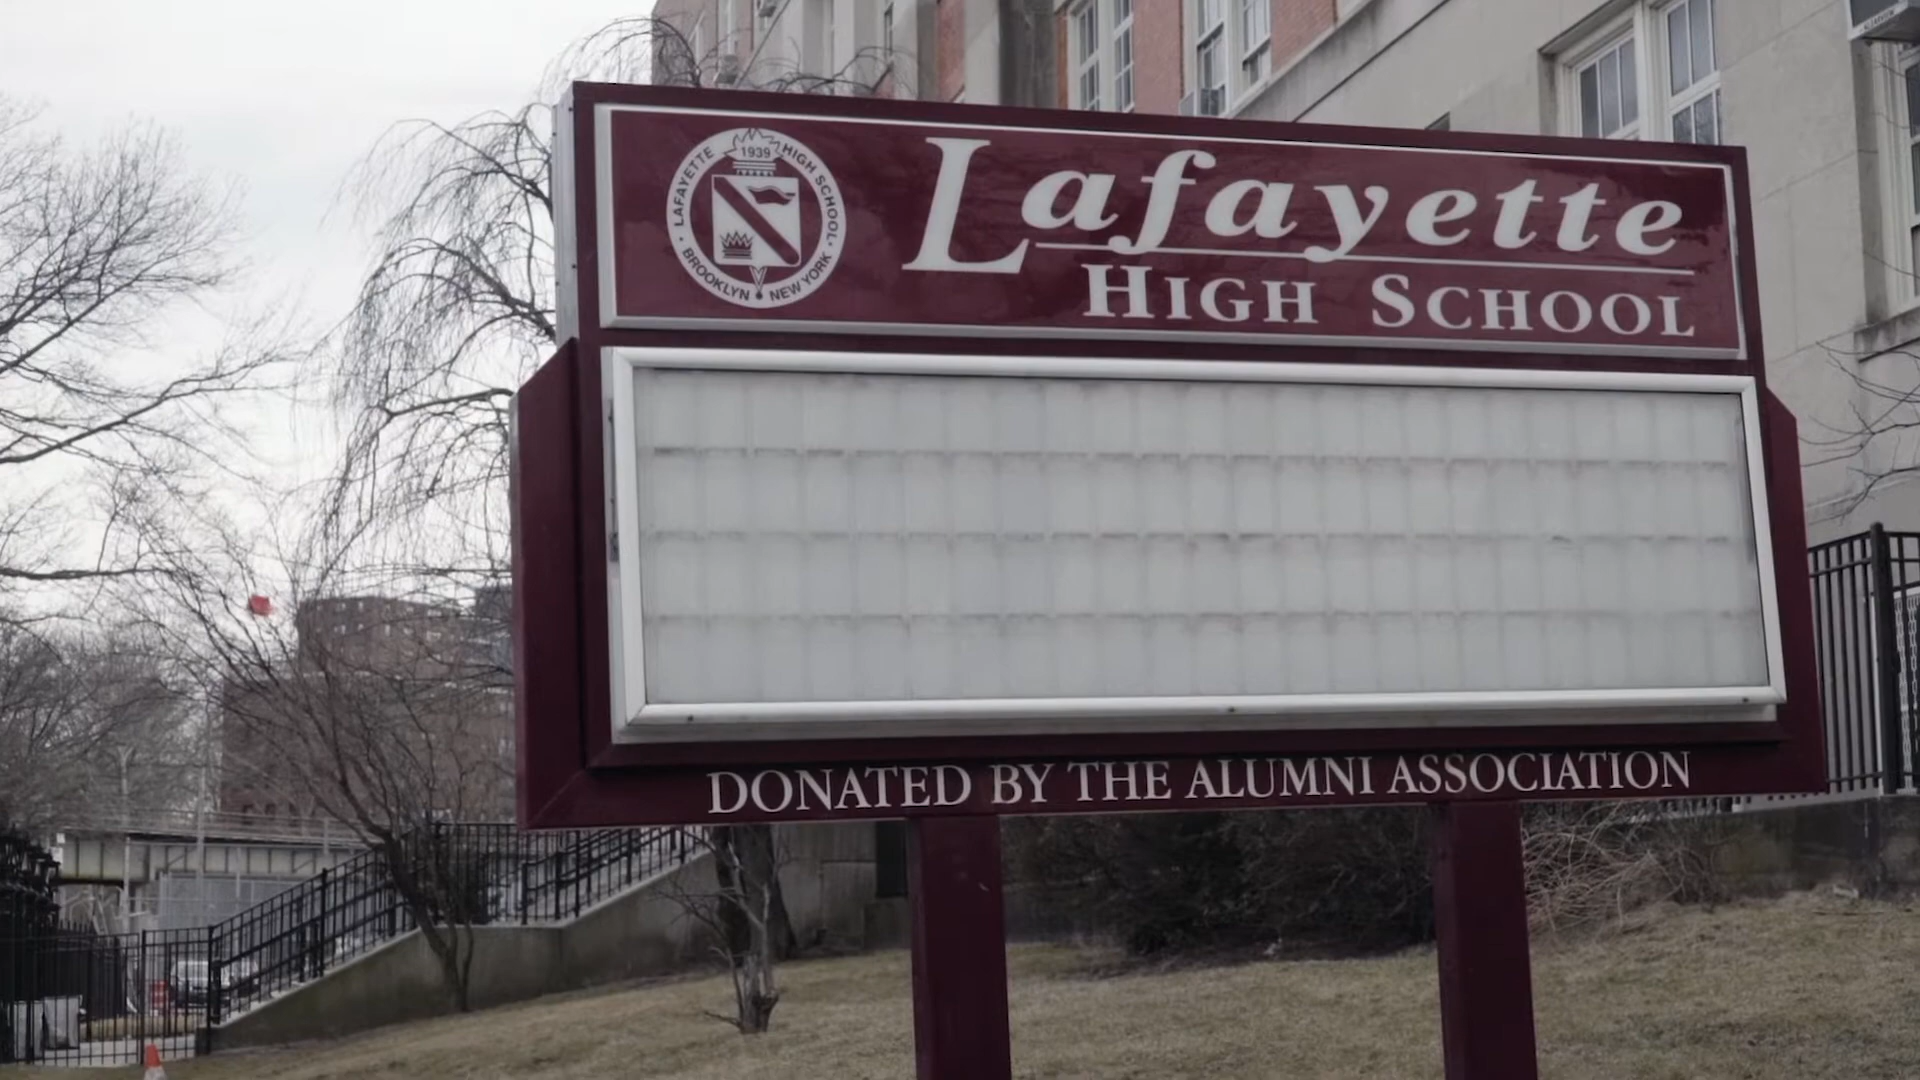 LAFAYETTE HIGH SCHOOL
1939
BROOKLYN NEW YORK
Lafayette
HIGH SCHOOL
DONATED BY THE ALUMNI ASSOCIATION